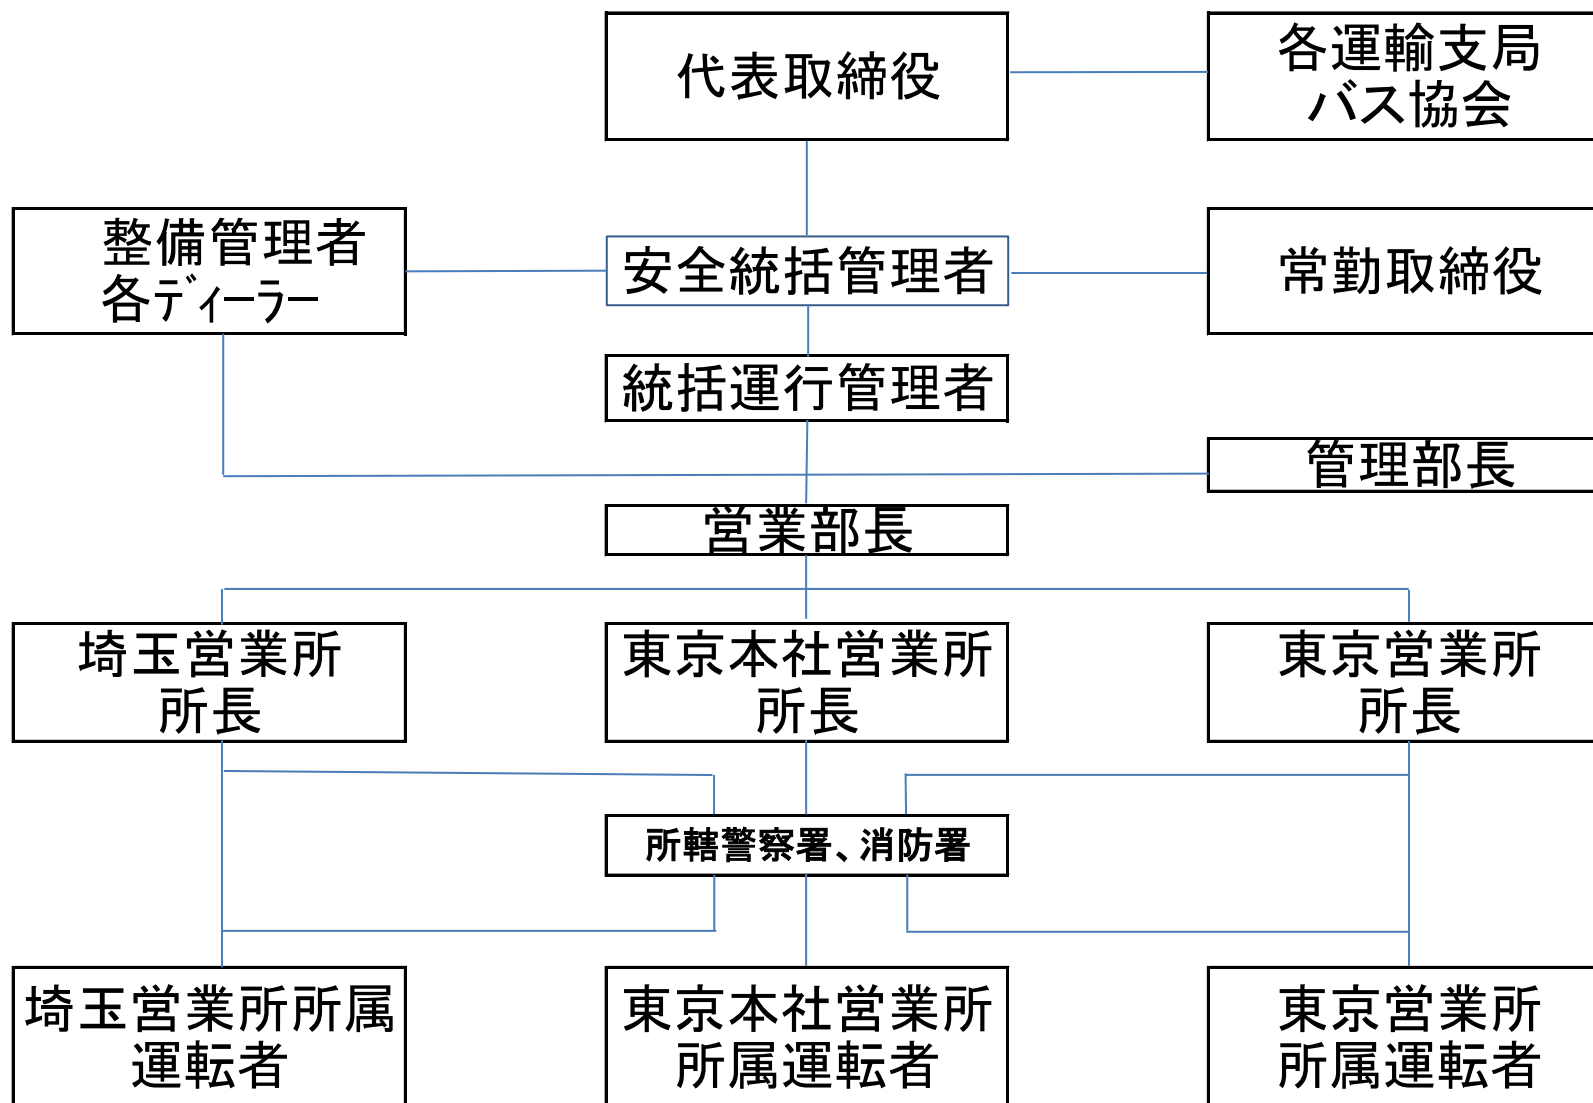 代表取締役
各運輸支局
バス協会
整備管理者
各ディーラー
安全統括管理者
常勤取締役
統括運行管理者
管理部長
営業部長
埼玉営業所
所長
東京本社営業所
所長
東京営業所
所長
所轄警察署、消防署
埼玉営業所所属
運転者
東京本社営業所
所属運転者
東京営業所
所属運転者